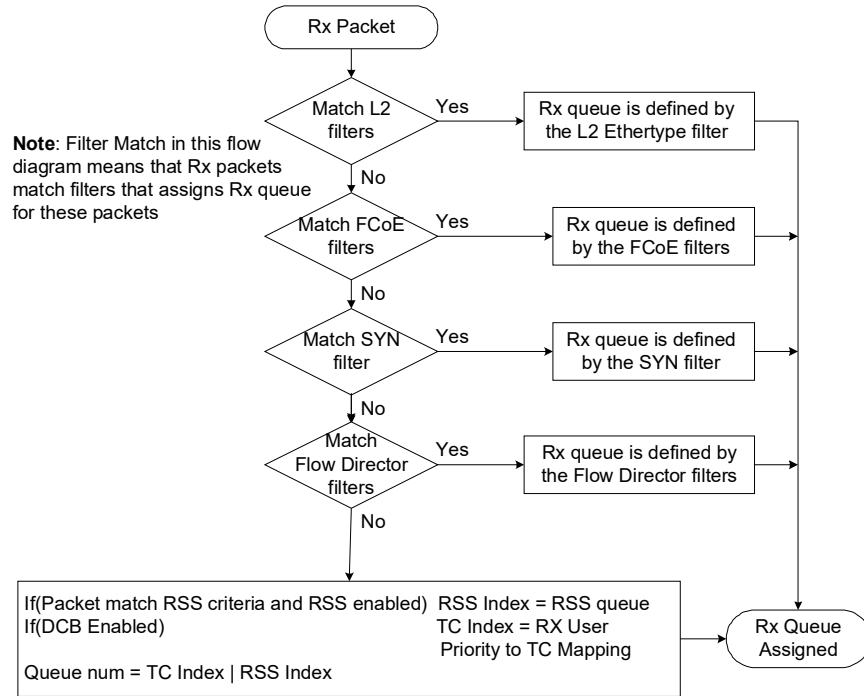 Rx Packet
Match L2
filters
Yes
Rx queue is defined by
the L2 Ethertype filter
Note: Filter Match in this flow
diagram means that Rx packets
match filters that assigns Rx queue
for these packets
No
Match FCoE
filters
Yes
Rx queue is defined
by the FCoE filters
No
Match SYN
filter
Yes
Rx queue is defined
by the SYN filter
No
Match
Flow Director
filters
Yes
Rx queue is defined by
the Flow Director filters
No
If(Packet match RSS criteria and RSS enabled) RSS Index = RSS queue
If(DCB Enabled) TC Index = RX User
Priority to TC Mapping
Queue num = TC Index | RSS Index
Rx Queue
Assigned